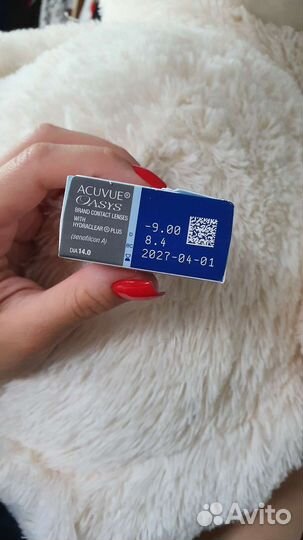 ACUVUE®
OASYS
BRAND CONTACT LENSES
WITH
HYDRACLEAR® PLUS
(senofilcon A)
DIA 14.0
D
BC
-9.00
8.4
2027-04-01
Avito